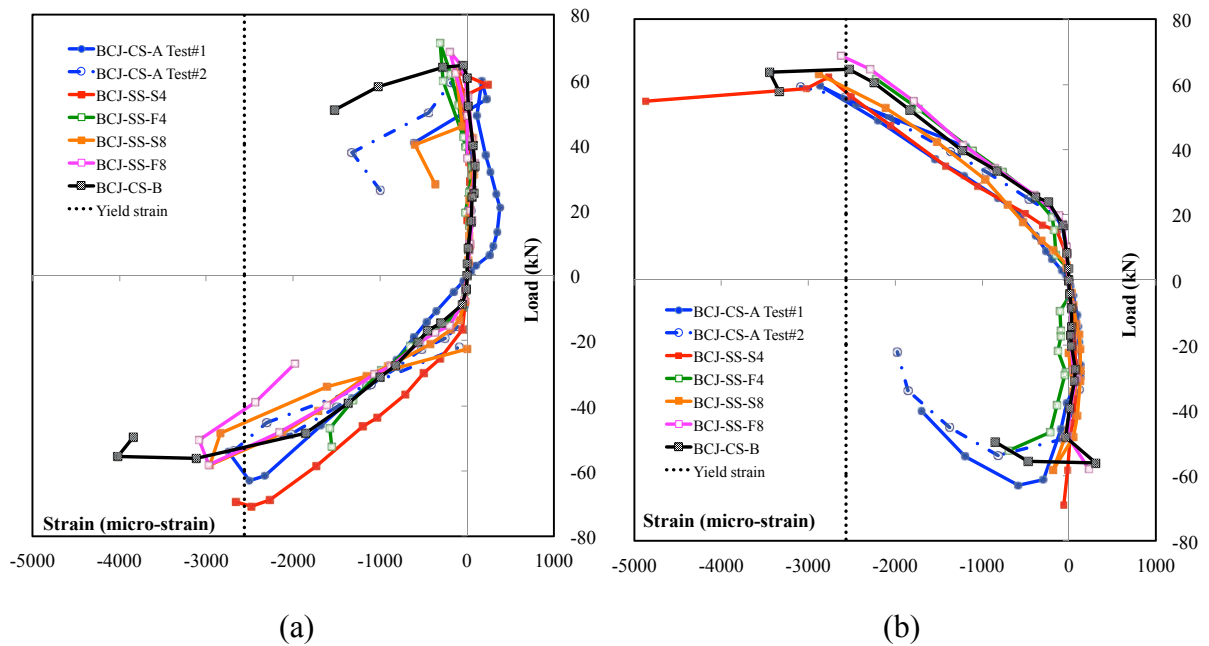 BCJ-CS-A Test#1
BCJ-CS-A Test#2
BCJ-SS-S4
BCJ-SS-F4
BCJ-SS-S8
BCJ-SS-F8
BCJ-CS-B
Yield strain
80
60
40
20
0
-20
-40
-60
-80
Load (kN)
Strain (micro-strain)
-5000 -4000 -3000 -2000 -1000 0 1000
(a)
80
60
40
20
0
-20
-40
-60
-80
Load (kN)
BCJ-CS-A Test#1
BCJ-CS-A Test#2
BCJ-SS-S4
BCJ-SS-F4
BCJ-SS-S8
BCJ-SS-F8
BCJ-CS-B
Yield strain
Strain (micro-strain)
-5000 -4000 -3000 -2000 -1000 0 1000
(b)